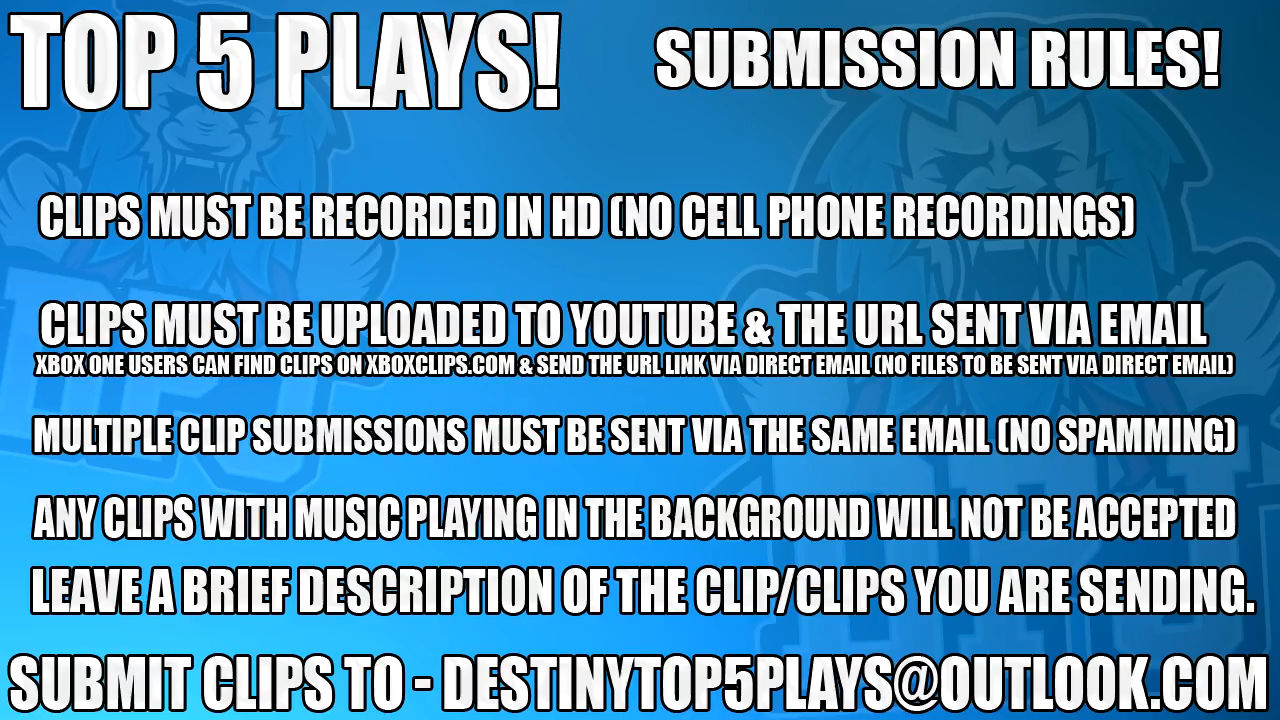 TOP 5 PLAYS!
SUBMISSION RULES!
CLIPS MUST BE RECORDED IN HD (NO CELL PHONE RECORDINGS)
CLIPS MUST BE UPLOADED TO YOUTUBE & THE URL SENT VIA EMAIL
XBOX ONE USERS CAN FIND CLIPS ON XBOXCLIPS.COM & SEND THE URL LINK VIA DIRECT EMAIL (NO FILES TO BE SENT VIA DIRECT EMAIL)
MULTIPLE CLIP SUBMISSIONS MUST BE SENT VIA THE SAME EMAIL (NO SPAMMING)
ANY CLIPS WITH MUSIC PLAYING IN THE BACKGROUND WILL NOT BE ACCEPTED
LEAVE A BRIEF DESCRIPTION OF THE CLIP/CLIPS YOU ARE SENDING.
SUBMIT CLIPS TO - DESTINYTOP5PLAYS@OUTLOOK.COM